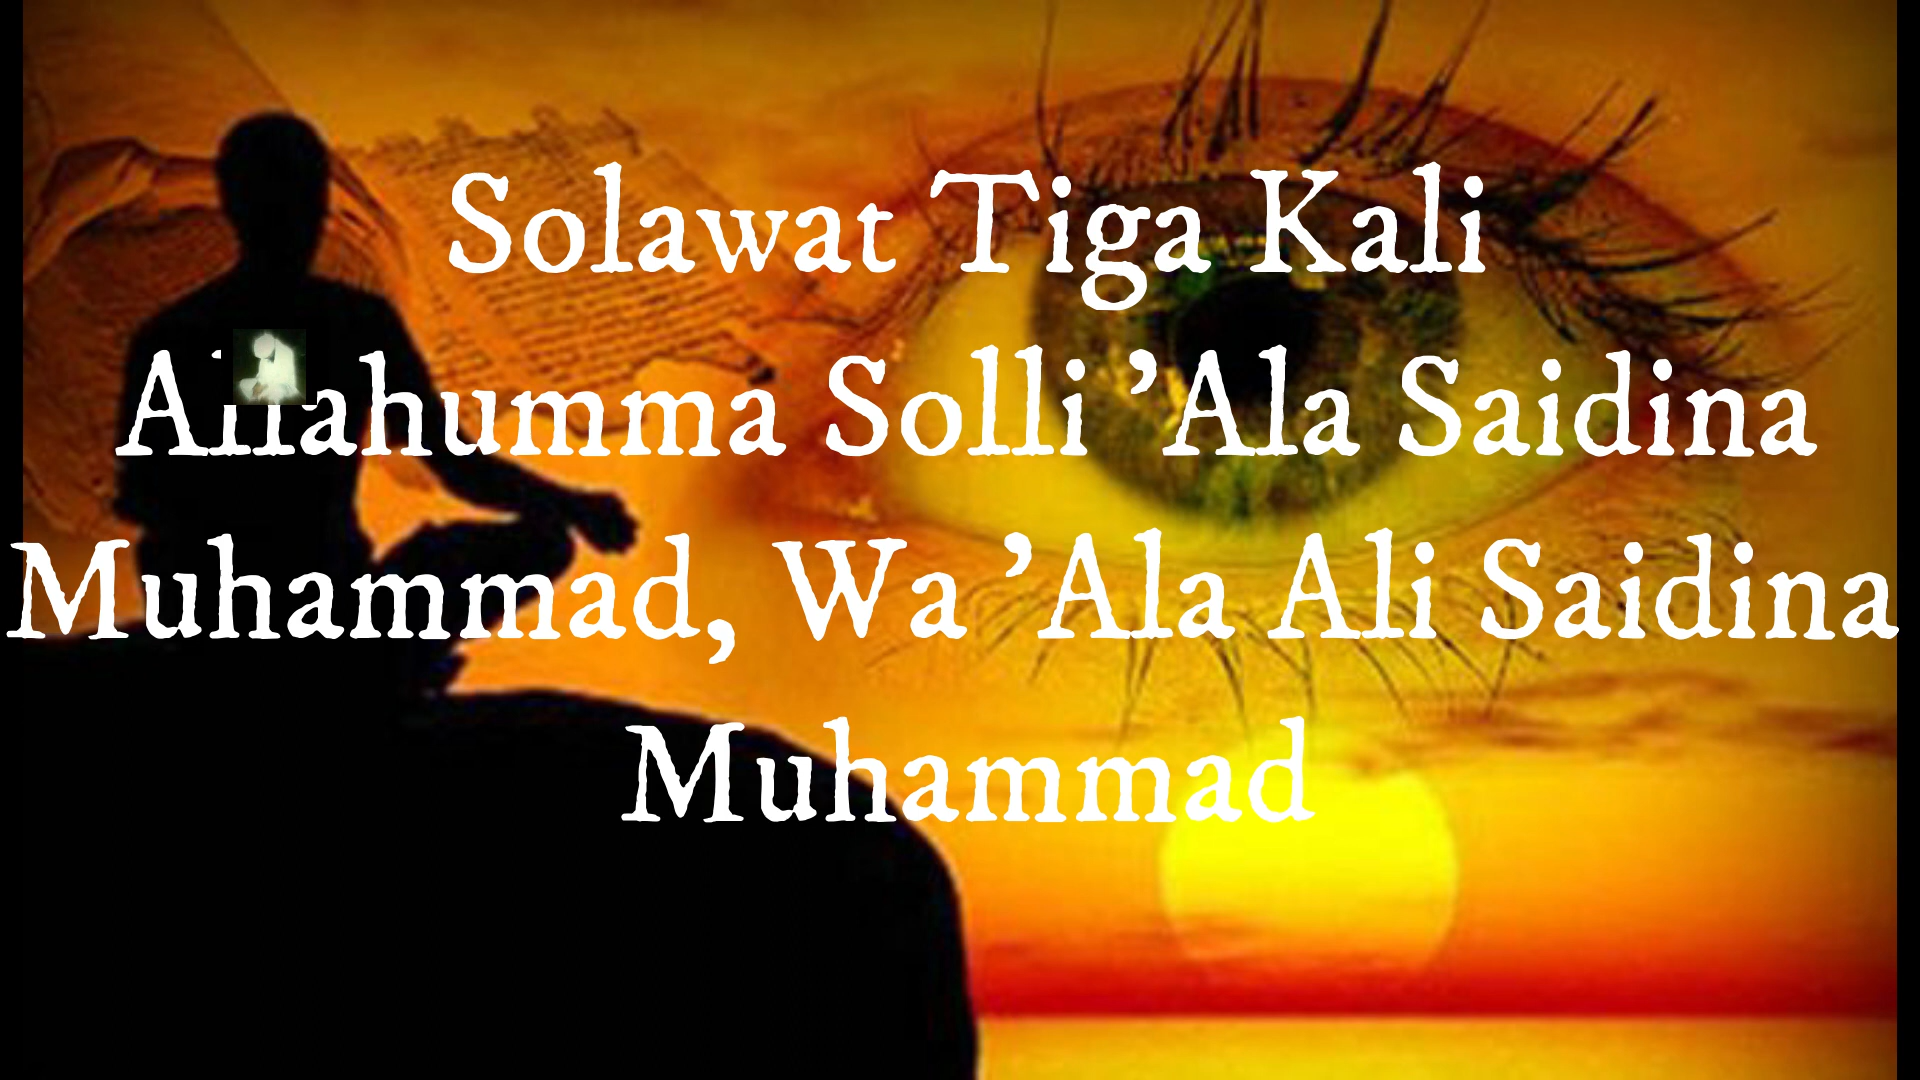 Solawat Tiga Kali
Allahumma Solli 'Ala Saidina
Muhammad, Wa 'Ala Ali Saidina
Muhammad